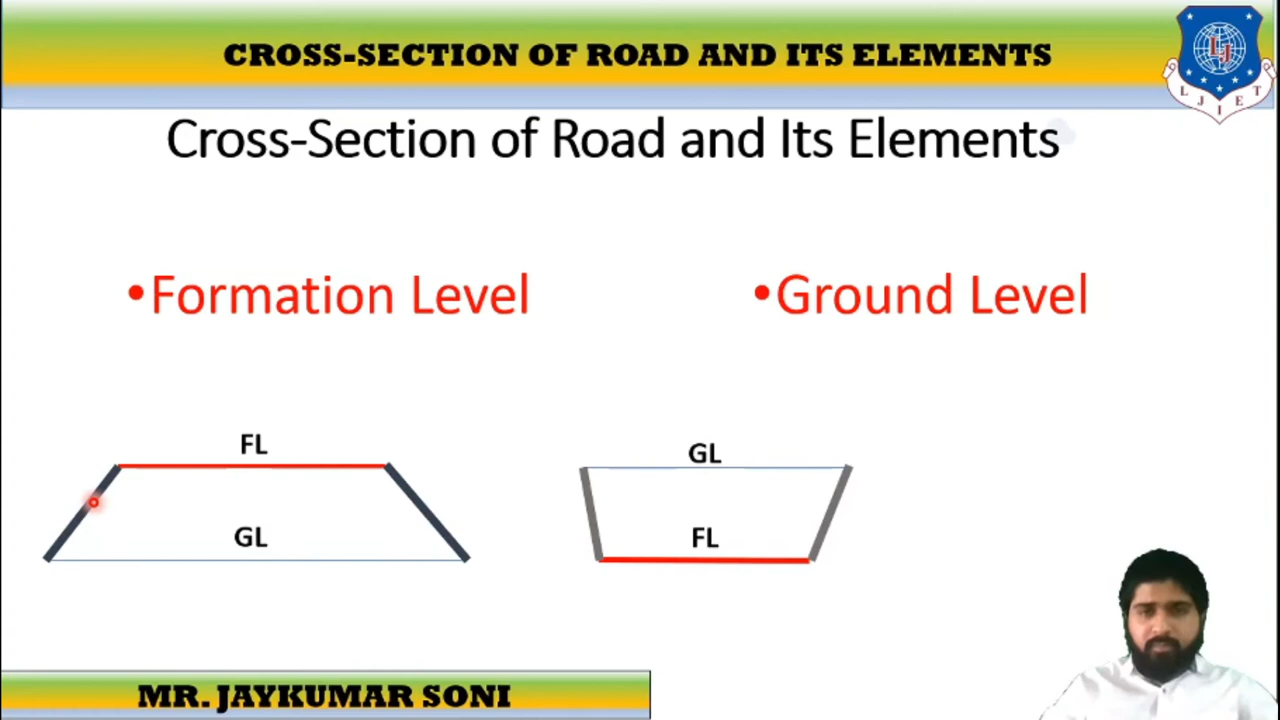 CROSS-SECTION OF ROAD AND ITS ELEMENTS
LJIET
Cross-Section of Road and Its Elements
•Formation Level
•Ground Level
FL
GL
GL
FL
MR. JAYKUMAR SONI